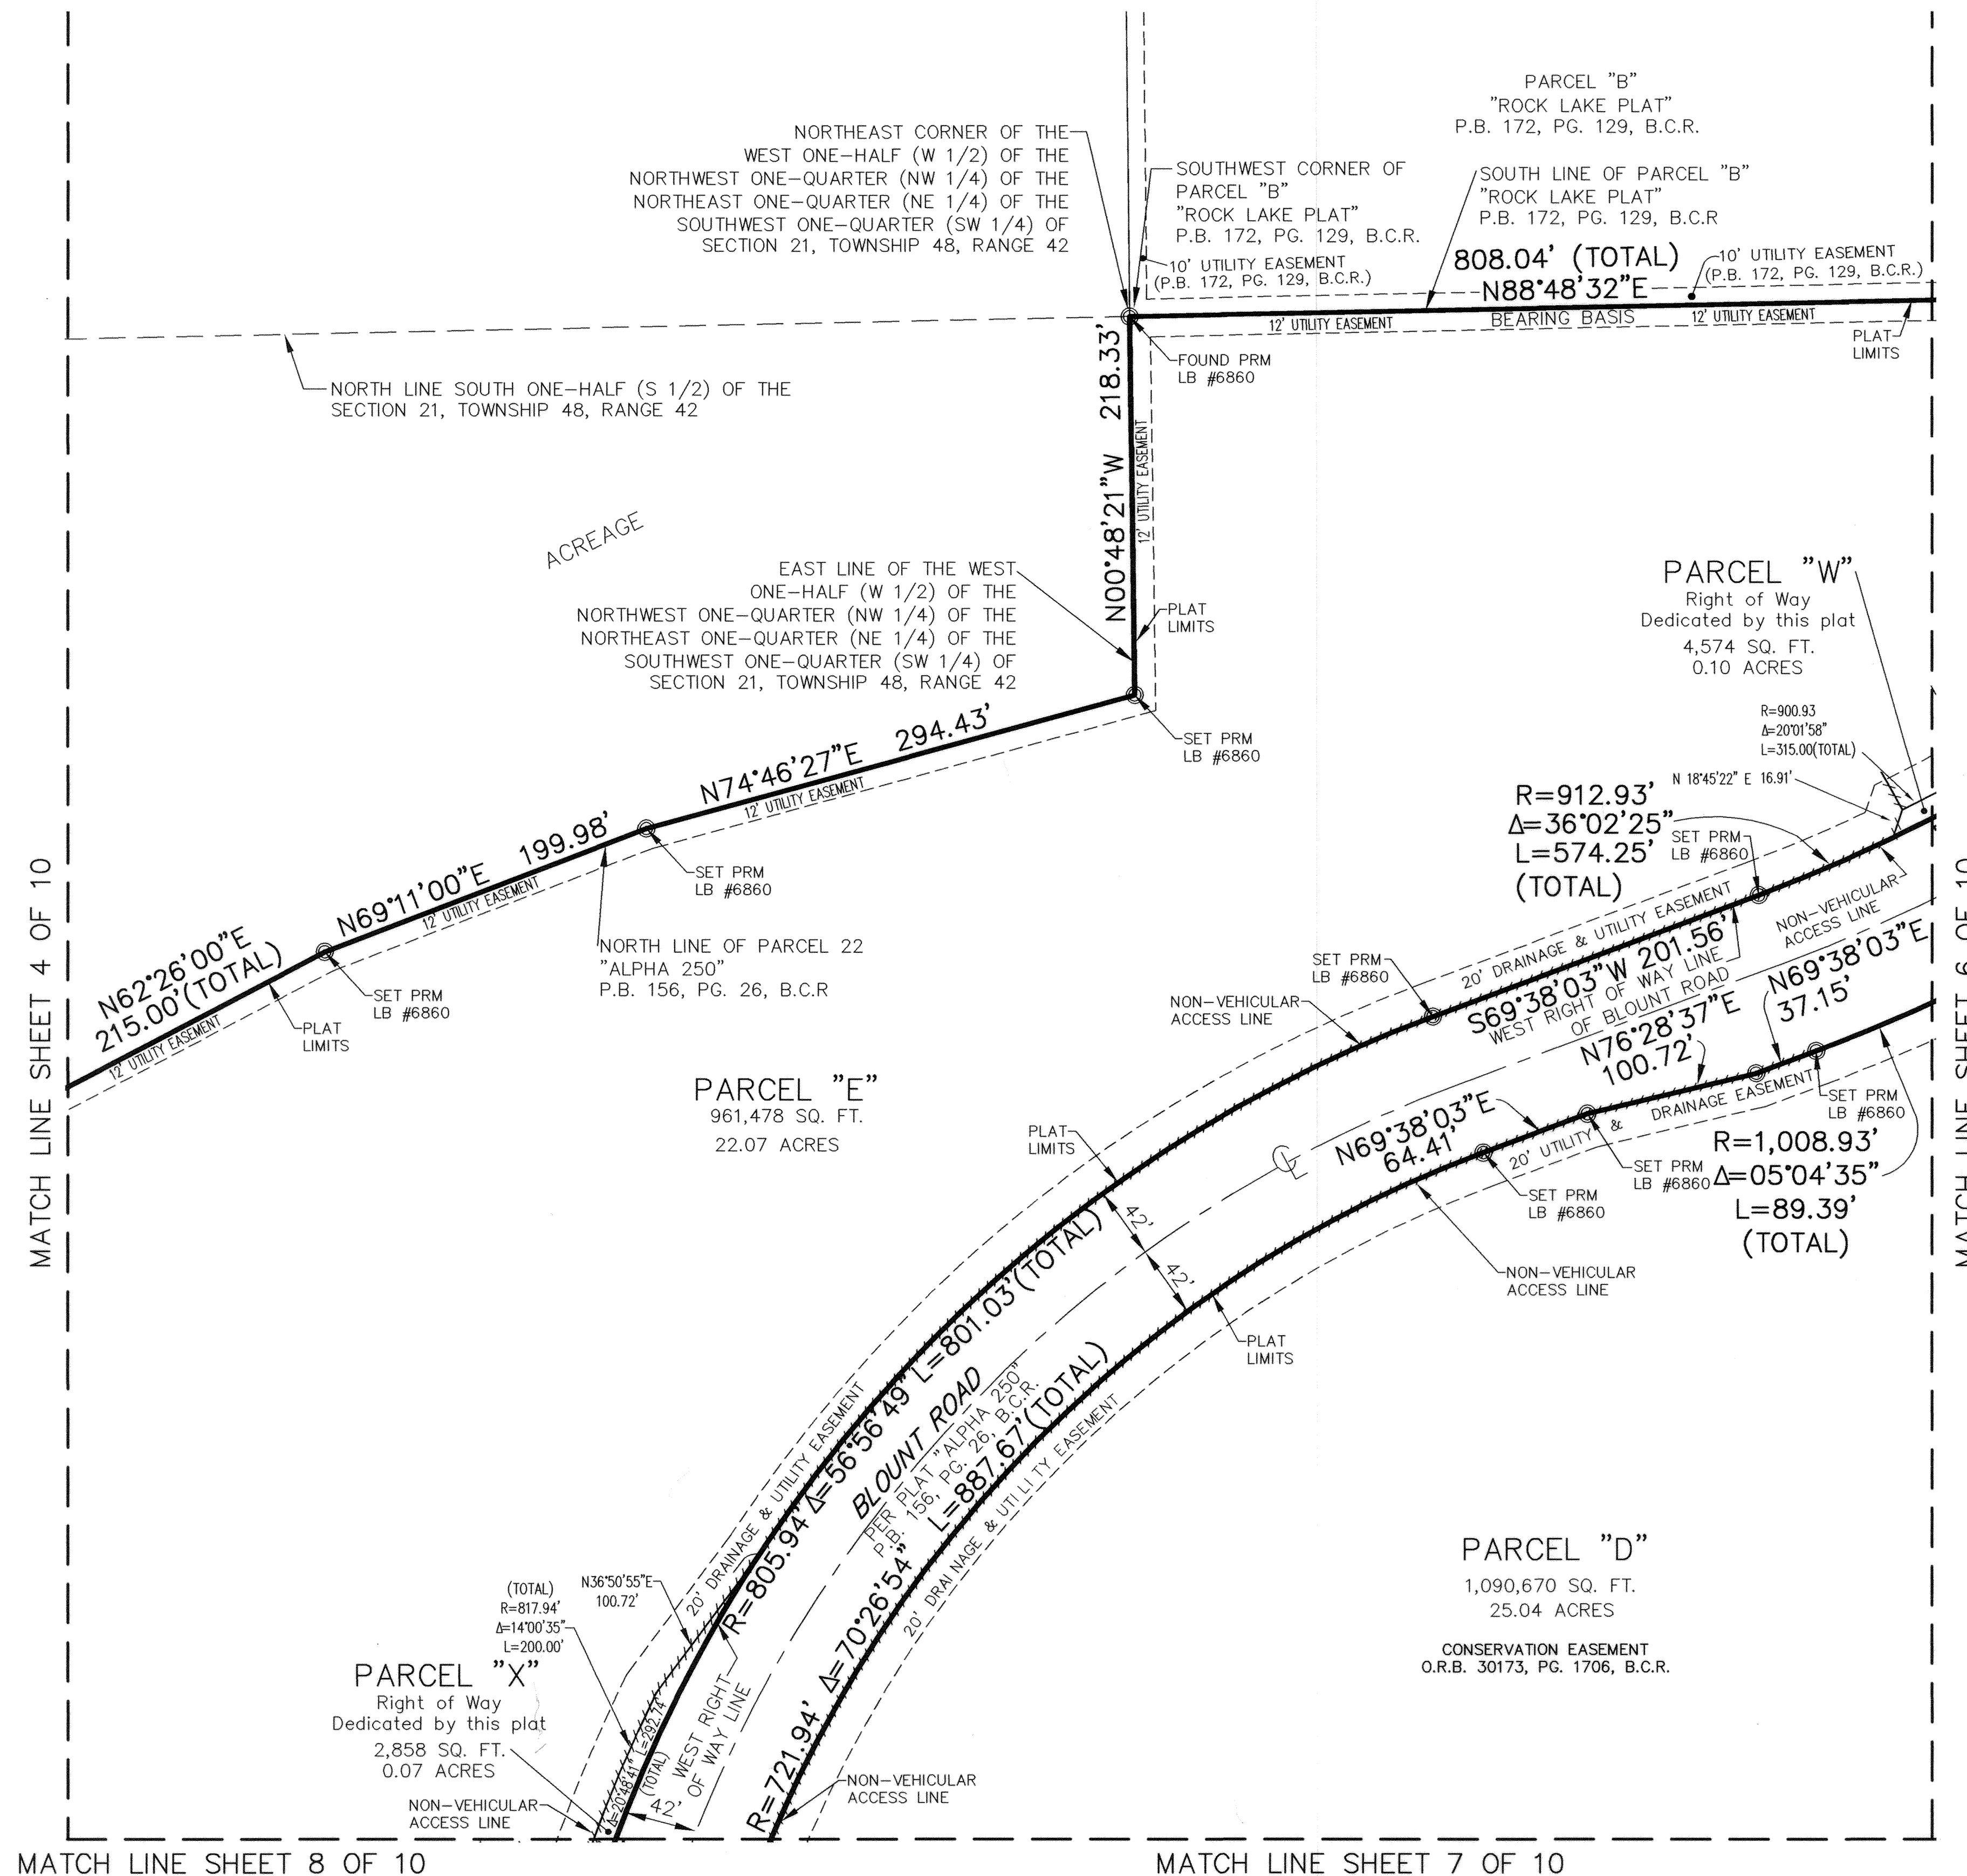 PARCEL "B"
"ROCK LAKE PLAT"
P.B. 172, PG. 129, B.C.R.
NORTHEAST CORNER OF THE
WEST ONE-HALF (W 1/2) OF THE
NORTHWEST ONE-QUARTER (NW 1/4) OF THE
NORTHEAST ONE-QUARTER (NE 1/4) OF THE
SOUTHWEST ONE-QUARTER (SW 1/4) OF
SECTION 21, TOWNSHIP 48, RANGE 42
SOUTHWEST CORNER OF
PARCEL "B"
"ROCK LAKE PLAT"
P.B. 172, PG. 129, B.C.R.
SOUTH LINE OF PARCEL "B"
"ROCK LAKE PLAT"
P.B. 172, PG. 129, B.C.R
10' UTILITY EASEMENT
(P.B. 172, PG. 129, B.C.R.)
808.04' (TOTAL)
N88°48'32"E
10' UTILITY EASEMENT
(P.B. 172, PG. 129, B.C.R.)
12' UTILITY EASEMENT
BEARING BASIS
12' UTILITY EASEMENT
PLAT
LIMITS
FOUND PRM
LB #6860
NORTH LINE SOUTH ONE-HALF (S 1/2) OF THE
SECTION 21, TOWNSHIP 48, RANGE 42
N00°48'21"W 218.33'
12' UTILITY EASEMENT
ACREAGE
EAST LINE OF THE WEST
ONE-HALF (W 1/2) OF THE
NORTHWEST ONE-QUARTER (NW 1/4) OF THE
NORTHEAST ONE-QUARTER (NE 1/4) OF THE
SOUTHWEST ONE-QUARTER (SW 1/4) OF
SECTION 21, TOWNSHIP 48, RANGE 42
PLAT
LIMITS
PARCEL "W"
Right of Way
Dedicated by this plat
4,574 SQ. FT.
0.10 ACRES
R=900.93
Δ=20°01'58"
L=315.00(TOTAL)
N 18°45'22" E 16.91'
SET PRM
LB #6860
N74°46'27"E 294.43'
12' UTILITY EASEMENT
SET PRM
LB #6860
N69°11'00"E 199.98'
12' UTILITY EASEMENT
NORTH LINE OF PARCEL 22
"ALPHA 250"
P.B. 156, PG. 26, B.C.R
N62°26'00"E
215.00'(TOTAL)
12' UTILITY EASEMENT
SET PRM
LB #6860
PLAT
LIMITS
MATCH LINE SHEET 4 OF 10
R=912.93'
Δ=36°02'25"
L=574.25'
(TOTAL)
SET PRM
LB #6860
NON-VEHICULAR
ACCESS LINE
20' DRAINAGE & UTILITY EASEMENT
S69°38'03"W 201.56'
WEST RIGHT OF WAY LINE
OF BLOUNT ROAD
SET PRM
LB #6860
NON-VEHICULAR
ACCESS LINE
N69°38'03"E
37.15'
N76°28'37"E
100.72'
20' UTILITY & DRAINAGE EASEMENT
SET PRM
LB #6860
R=1,008.93'
Δ=05°04'35"
L=89.39'
(TOTAL)
SET PRM
LB #6860
N69°38'03"E
64.41'
SET PRM
LB #6860
NON-VEHICULAR
ACCESS LINE
MATCH LINE SHEET 6 OF 10
PARCEL "E"
961,478 SQ. FT.
22.07 ACRES
PLAT
LIMITS
CL
42'
42'
PLAT
LIMITS
R=805.94' Δ=56°56'49" L=801.03'(TOTAL)
20' DRAINAGE & UTILITY EASEMENT
BLOUNT ROAD
PER PLAT "ALPHA 250"
P.B. 156, PG. 26, B.C.R.
R=721.94' Δ=70°26'54" L=887.67'(TOTAL)
20' DRAINAGE & UTILITY EASEMENT
PARCEL "D"
1,090,670 SQ. FT.
25.04 ACRES
CONSERVATION EASEMENT
O.R.B. 30173, PG. 1706, B.C.R.
(TOTAL)
R=817.94'
Δ=14°00'35"
L=200.00'
N36°50'55"E
100.72'
PARCEL "X"
Right of Way
Dedicated by this plat
2,858 SQ. FT.
0.07 ACRES
NON-VEHICULAR
ACCESS LINE
Δ=20°48'41" L=292.74'
(TOTAL)
WEST RIGHT
OF WAY LINE
42'
NON-VEHICULAR
ACCESS LINE
MATCH LINE SHEET 8 OF 10
MATCH LINE SHEET 7 OF 10